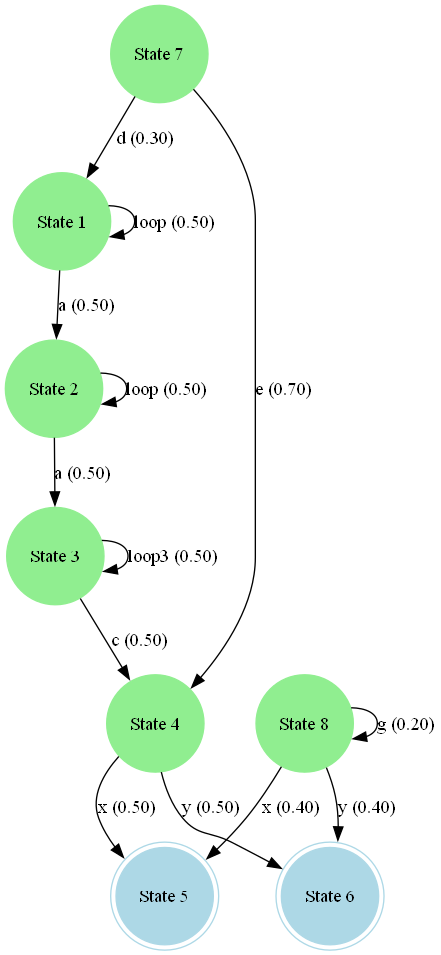 State 7
d (0.30)
State 1
loop (0.50)
a (0.50)
State 2
loop (0.50)
e (0.70)
a (0.50)
State 3
loop3 (0.50)
c (0.50)
State 4
State 8
g (0.20)
x (0.50)
y (0.50)
x (0.40)
y (0.40)
State 5
State 6